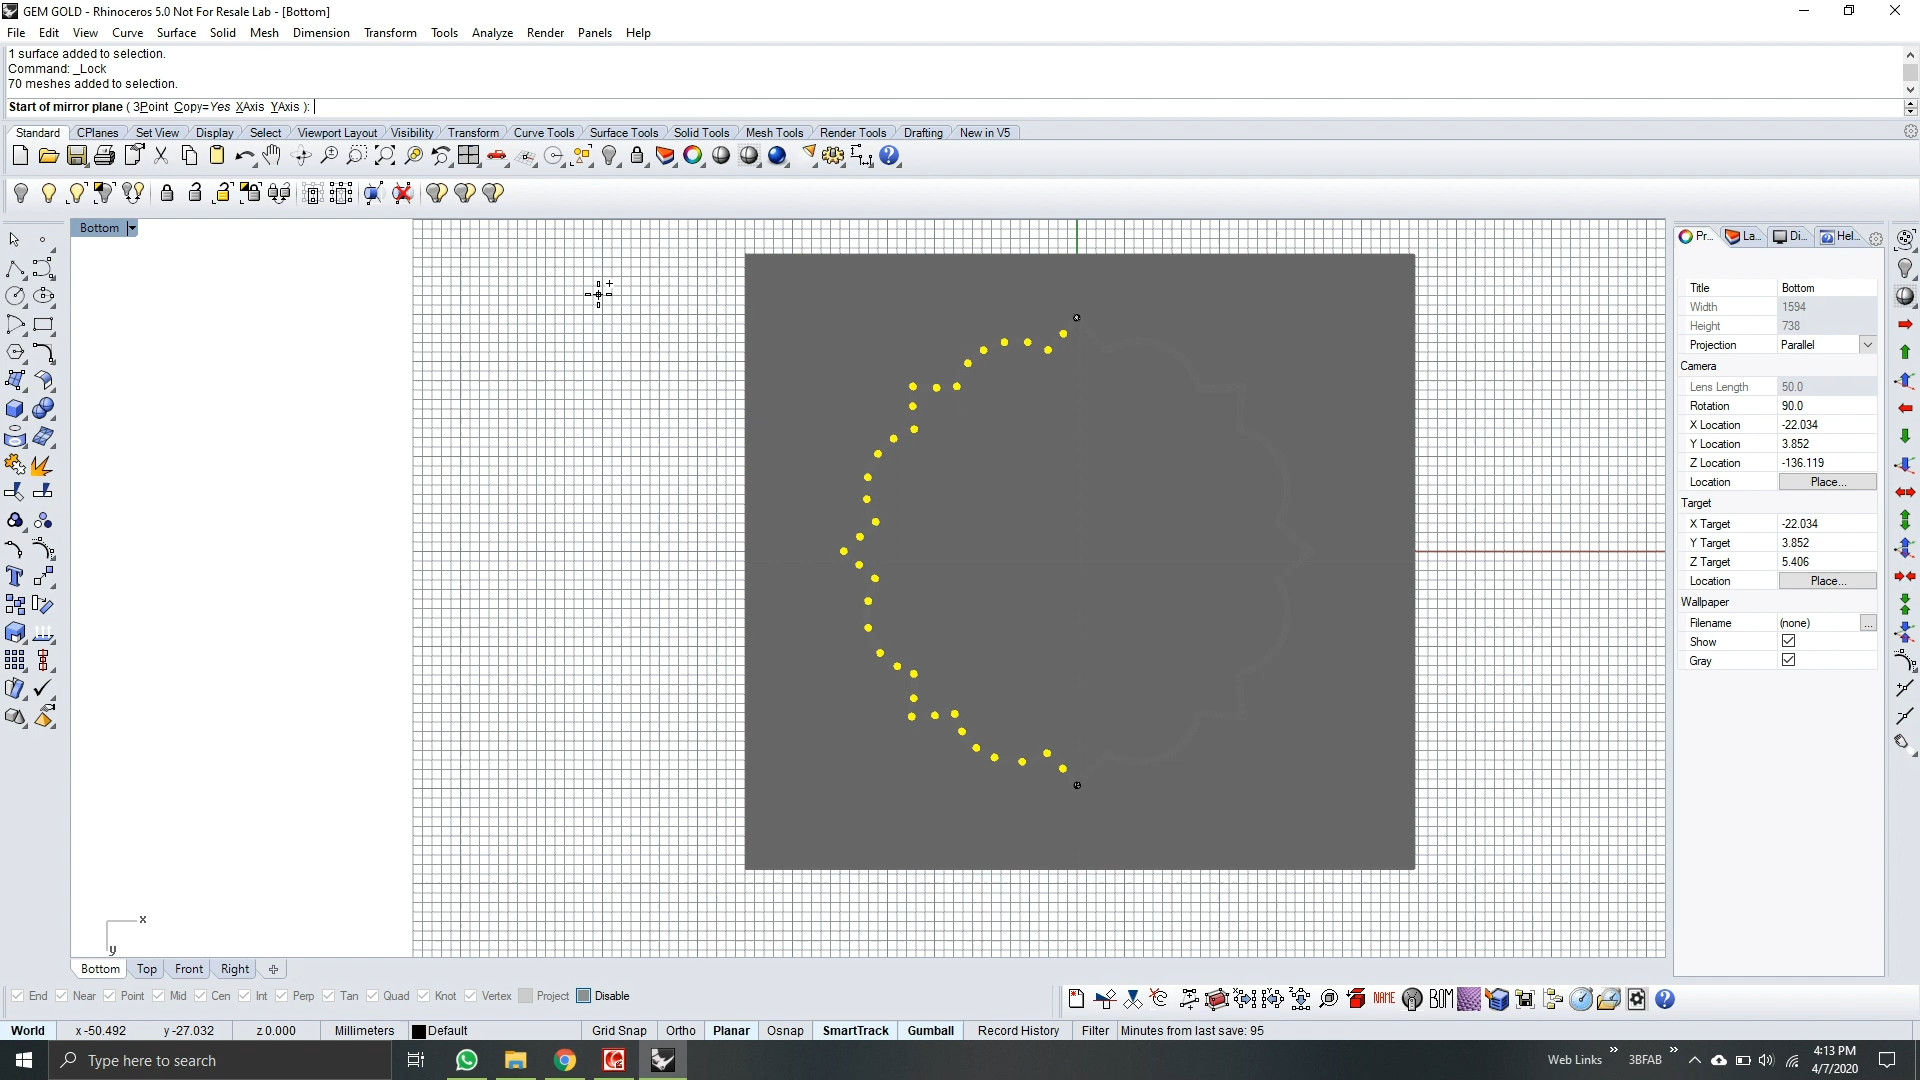 GEM GOLD - Rhinoceros 5.0 Not For Resale Lab - [Bottom]
File Edit View Curve Surface Solid Mesh Dimension Transform Tools Analyze Render Panels Help
1 surface added to selection.
Command: _Lock
70 meshes added to selection.
Start of mirror plane ( 3Point Copy=Yes XAxis YAxis ):
Standard CPlanes Set View Display Select Viewport Layout Visibility Transform Curve Tools Surface Tools Solid Tools Mesh Tools Render Tools Drafting New in V5
Bottom
Pr... La... Di... Hel...
Title Bottom
Width 1594
Height 738
Projection Parallel
Camera
Lens Length 50.0
Rotation 90.0
X Location -22.034
Y Location 3.852
Z Location -136.119
Location Place...
Target
X Target -22.034
Y Target 3.852
Z Target 5.406
Location Place...
Wallpaper
Filename (none) ...
Show
Gray
x
y
Bottom Top Front Right
End Near Point Mid Cen Int Perp Tan Quad Knot Vertex Project Disable
NAME BOM
World x -50.492 y -27.032 z 0.000 Millimeters Default Grid Snap Ortho Planar Osnap SmartTrack Gumball Record History Filter Minutes from last save: 95
Type here to search
Web Links » 3BFAB » 4:13 PM
4/7/2020